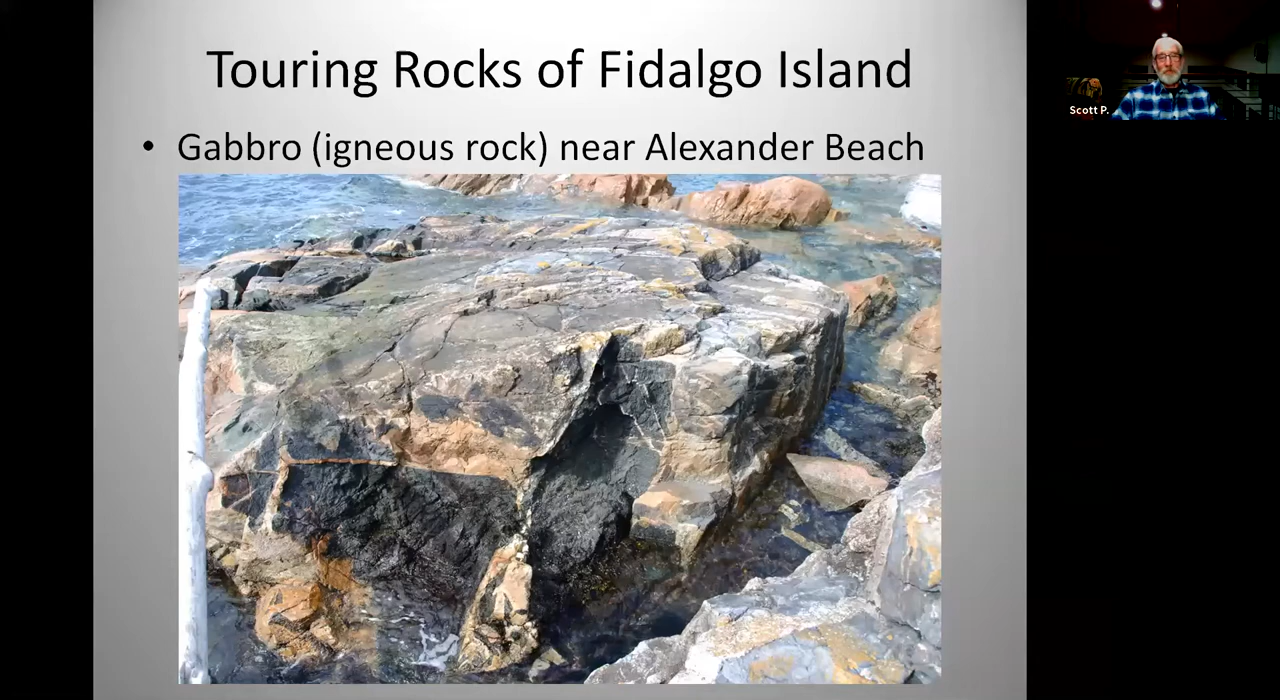 Touring Rocks of Fidalgo Island
• Gabbro (igneous rock) near Alexander Beach
Scott P.